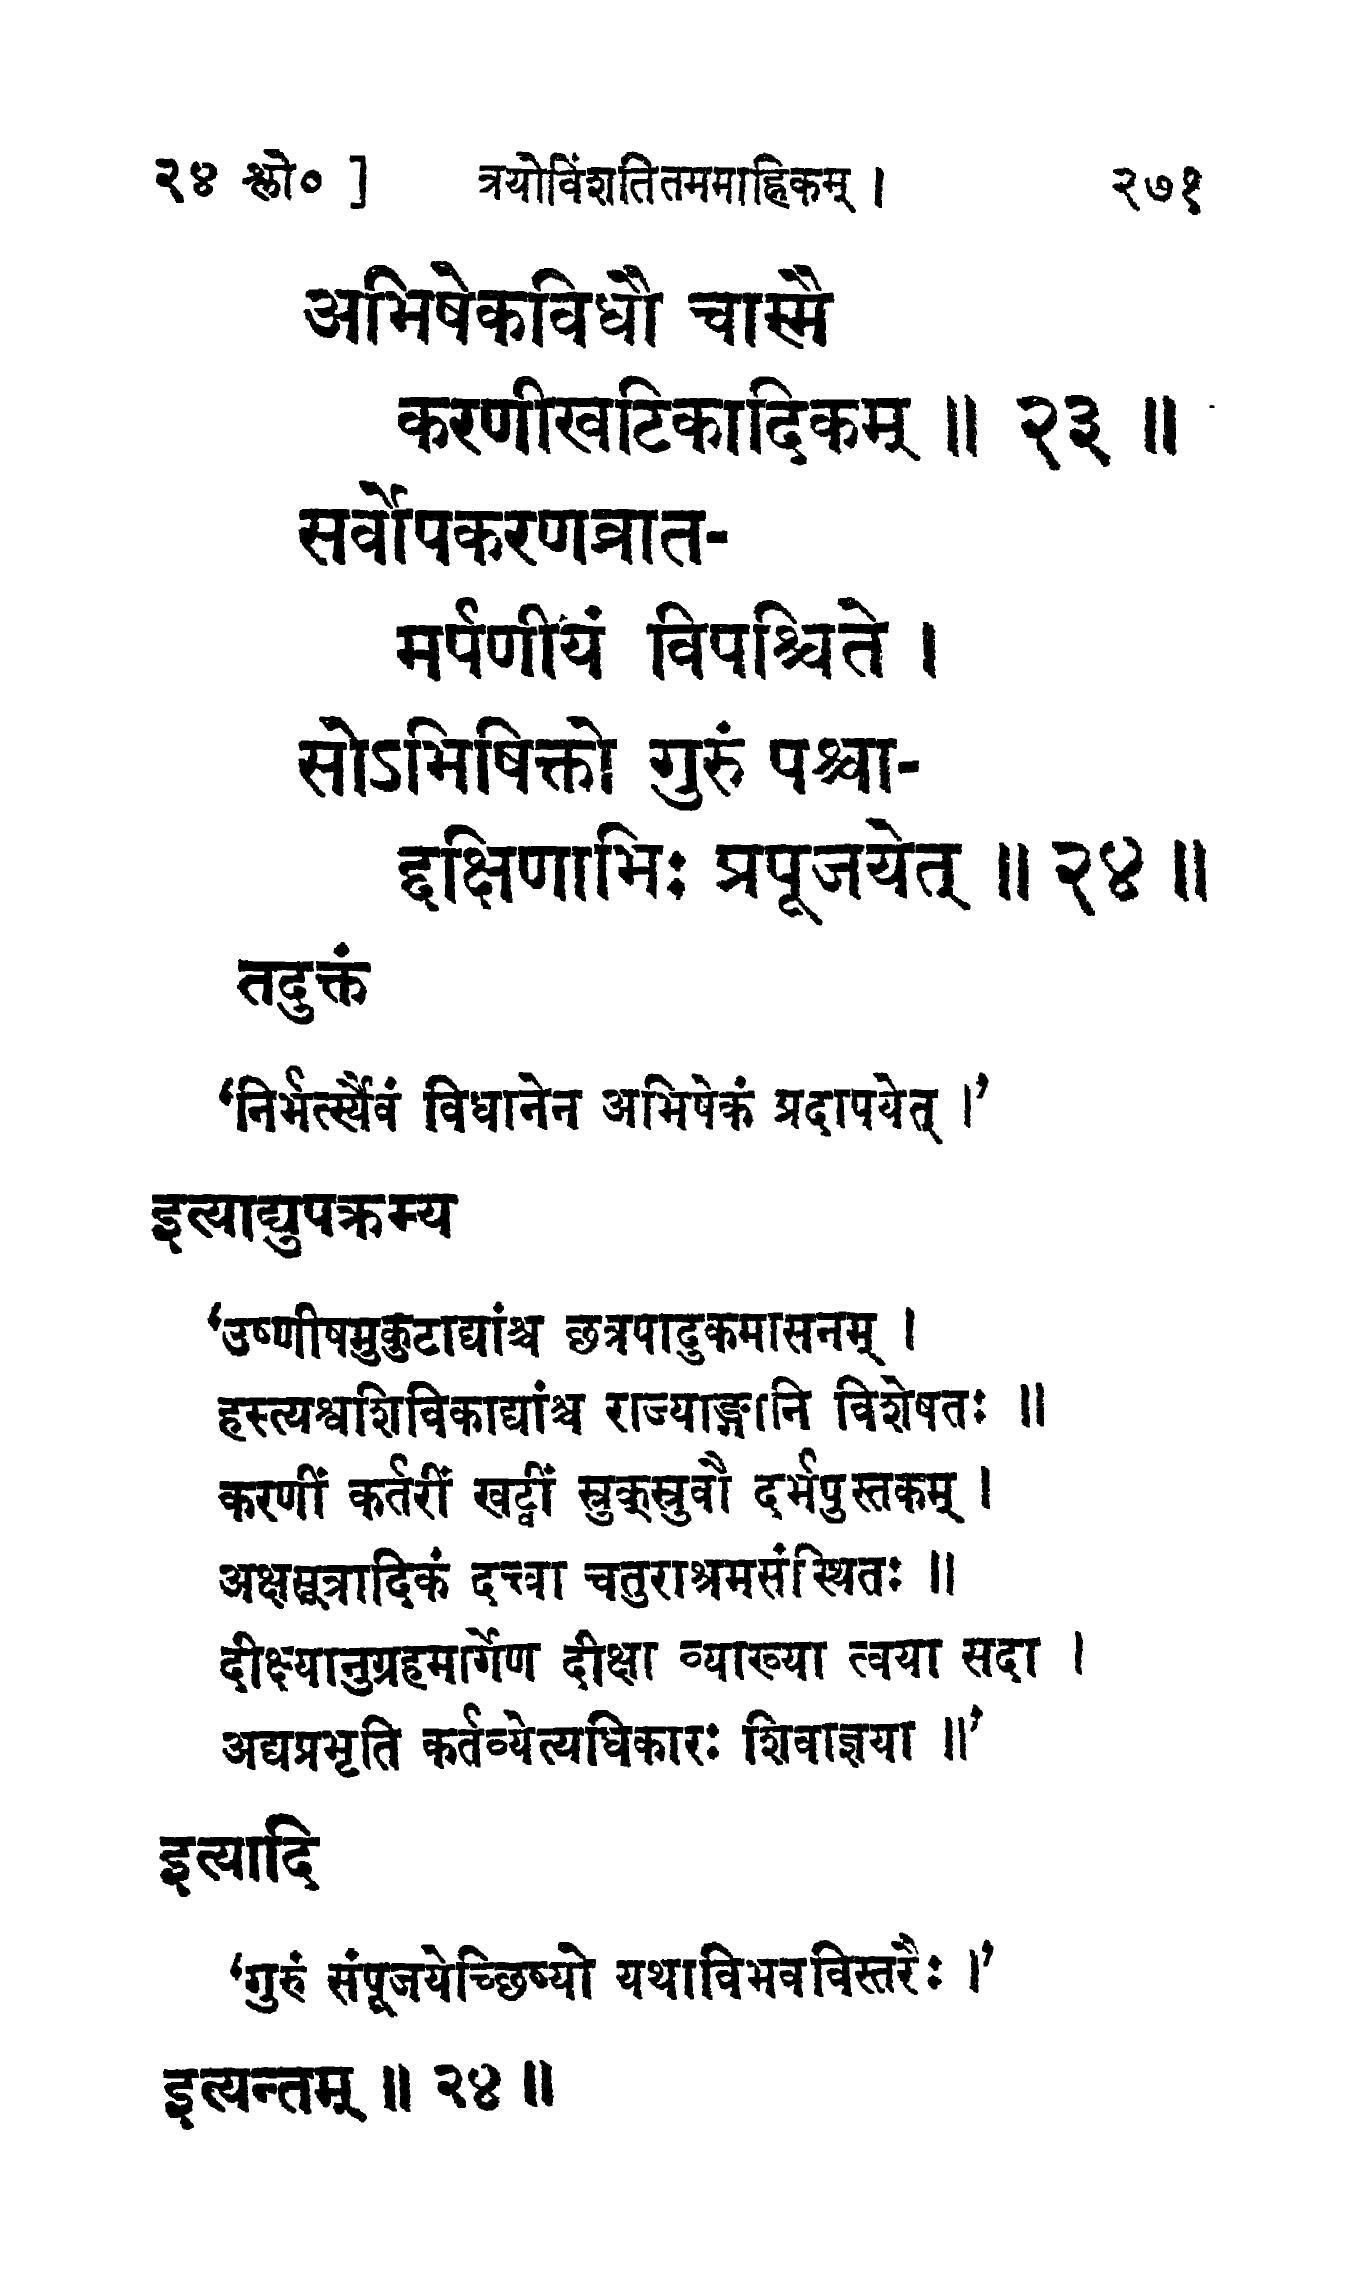 २४ श्लो० ] त्रयोविंशतितममाह्निकम् । २७१
अभिषेकविधौ चास्मै
करणीखटिकादिकम् ॥ २३ ॥
सर्वोपकरणव्रात-
मर्पणीयं विपश्चिते ।
सोऽभिषिक्तो गुरुं पश्चा-
द्दक्षिणाभिः प्रपूजयेत् ॥ २४ ॥
तदुक्तं
‘निर्भर्त्स्यैवं विधानेन अभिषेकं प्रदापयेत् ।’
इत्याद्युपक्रम्य
‘उष्णीषमुकुटाद्यांश्च छत्रपादुकमासनम् ।
हस्त्यश्वशिविकाद्यांश्च राज्याङ्गानि विशेषतः ॥
करणीं कर्तरीं खट्वीं स्रुक्स्रुवौ दर्भपुस्तकम् ।
अक्षसूत्रादिकं दत्त्वा चतुराश्रमसंस्थितः ॥
दीक्ष्यानुग्रहमार्गेण दीक्षा व्याख्या त्वया सदा ।
अद्यप्रभृति कर्तव्येत्यधिकारः शिवाज्ञया ॥’
इत्यादि
‘गुरुं संपूजयेच्छिष्यो यथाविभवविस्तरैः ।’
इत्यन्तम् ॥ २४ ॥